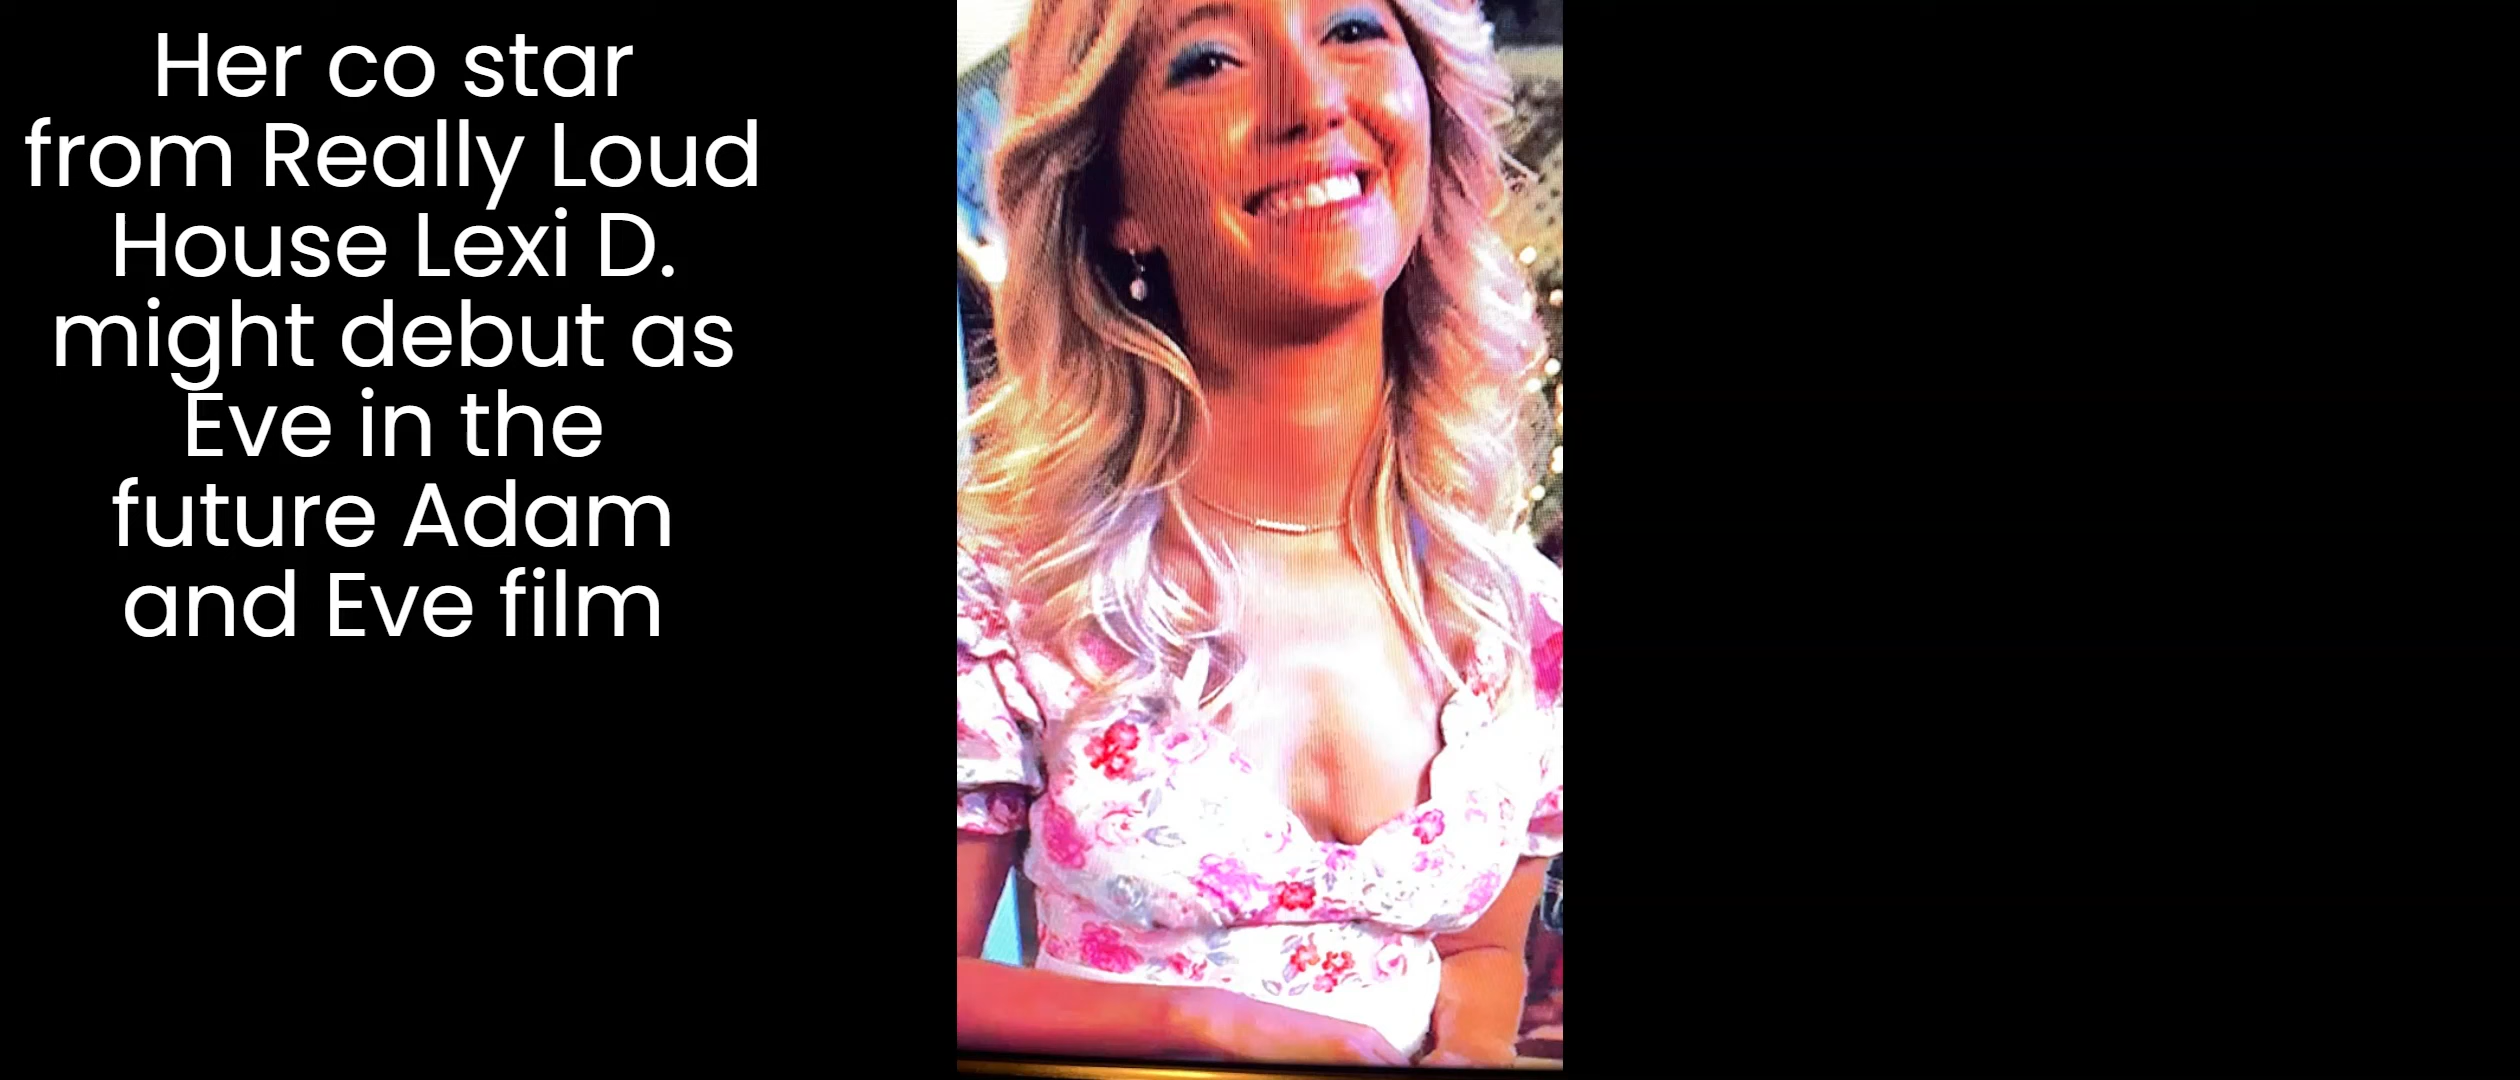 Her co star
from Really Loud
House Lexi D.
might debut as
Eve in the
future Adam
and Eve film